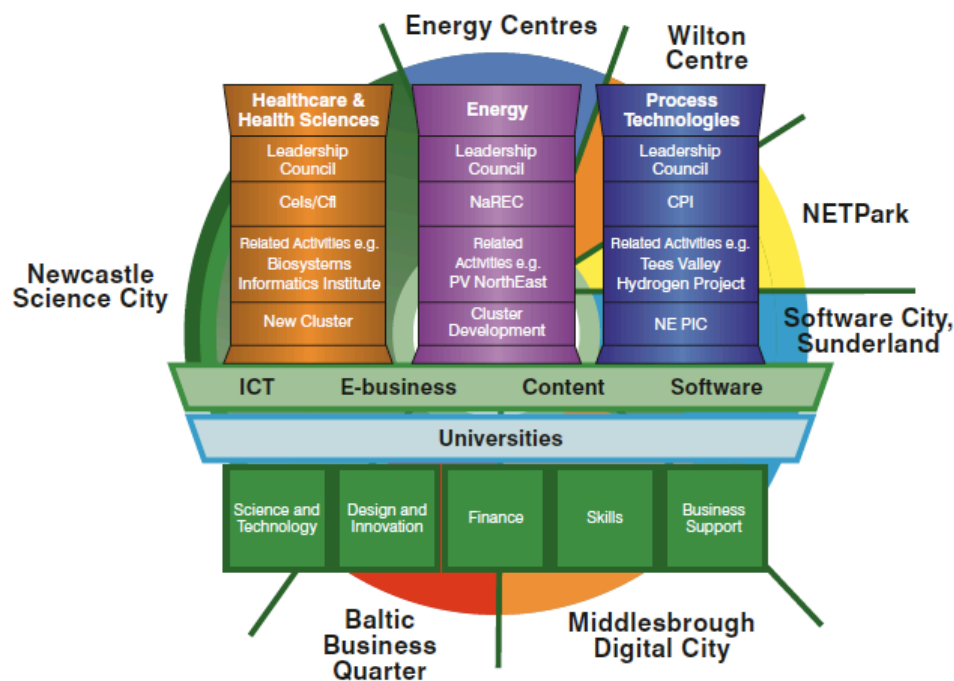 Energy Centres
Wilton
Centre
Healthcare &
Health Sciences
Leadership
Council
Cels/CfI
Related Activities e.g.
Biosystems
Informatics Institute
New Cluster
Energy
Leadership
Council
NaREC
Related
Activities e.g.
PV NorthEast
Cluster
Development
Process
Technologies
Leadership
Council
CPI
Related Activities e.g.
Tees Valley
Hydrogen Project
NE PIC
NETPark
Newcastle
Science City
Software City,
Sunderland
ICT E-business Content Software
Universities
Science and
Technology
Design and
Innovation
Finance
Skills
Business
Support
Baltic
Business
Quarter
Middlesbrough
Digital City